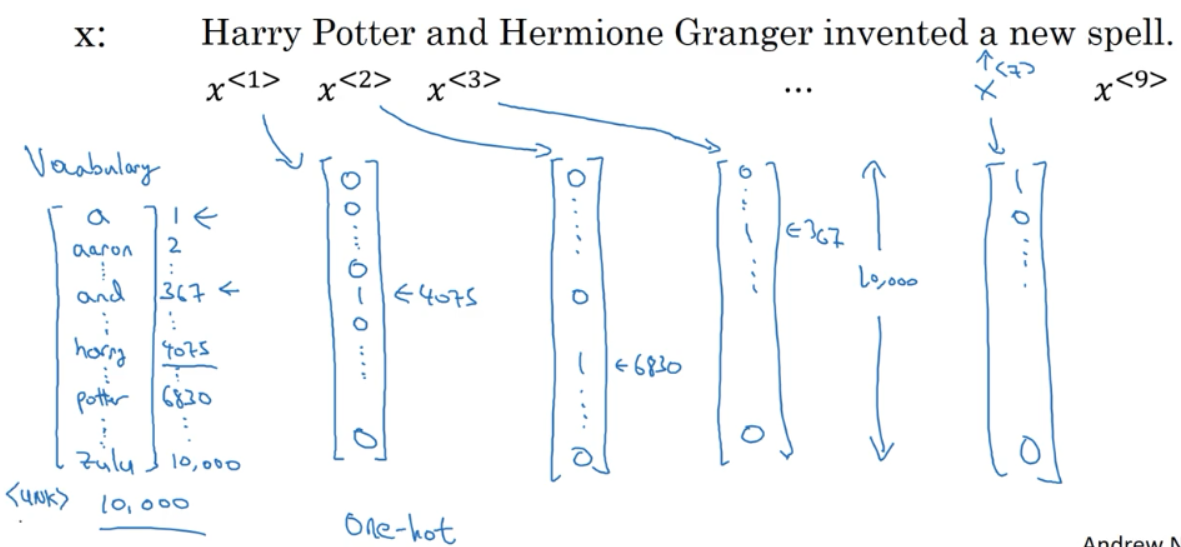 x: Harry Potter and Hermione Granger invented a new spell.
x<1> x<2> x<3> ... x<7> x<9>
Vocabulary
a 1 ←
aaron 2
and 367 ←
harry 4075
potter 6830
zulu 10,000
<UNK> 10,000
0
0
0
1 ← 4075
0
0
0
0
1 ← 6830
0
0
1 ← 367
0
10,000
1
0
0
One-hot
Andrew N